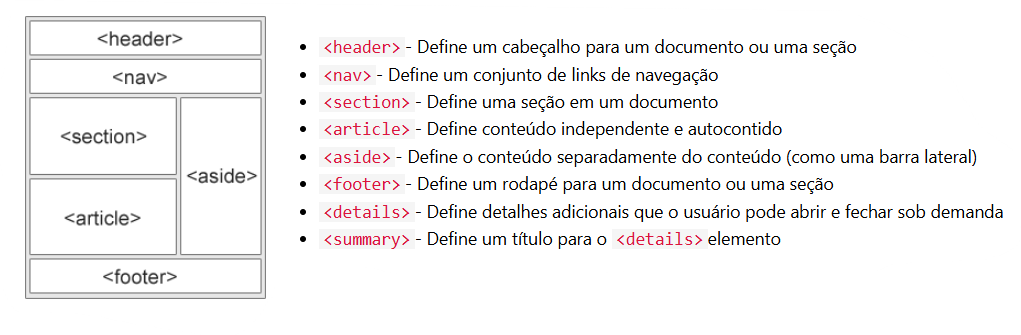 <header>
<nav>
<section>
<aside>
<article>
<footer>
<header> - Define um cabeçalho para um documento ou uma seção
<nav> - Define um conjunto de links de navegação
<section> - Define uma seção em um documento
<article> - Define conteúdo independente e autocontido
<aside> - Define o conteúdo separadamente do conteúdo (como uma barra lateral)
<footer> - Define um rodapé para um documento ou uma seção
<details> - Define detalhes adicionais que o usuário pode abrir e fechar sob demanda
<summary> - Define um título para o <details> elemento